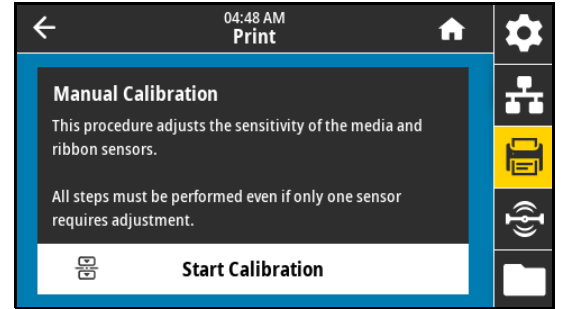 04:48 AM
Print
Manual Calibration
This procedure adjusts the sensitivity of the media and
ribbon sensors.
All steps must be performed even if only one sensor
requires adjustment.
Start Calibration